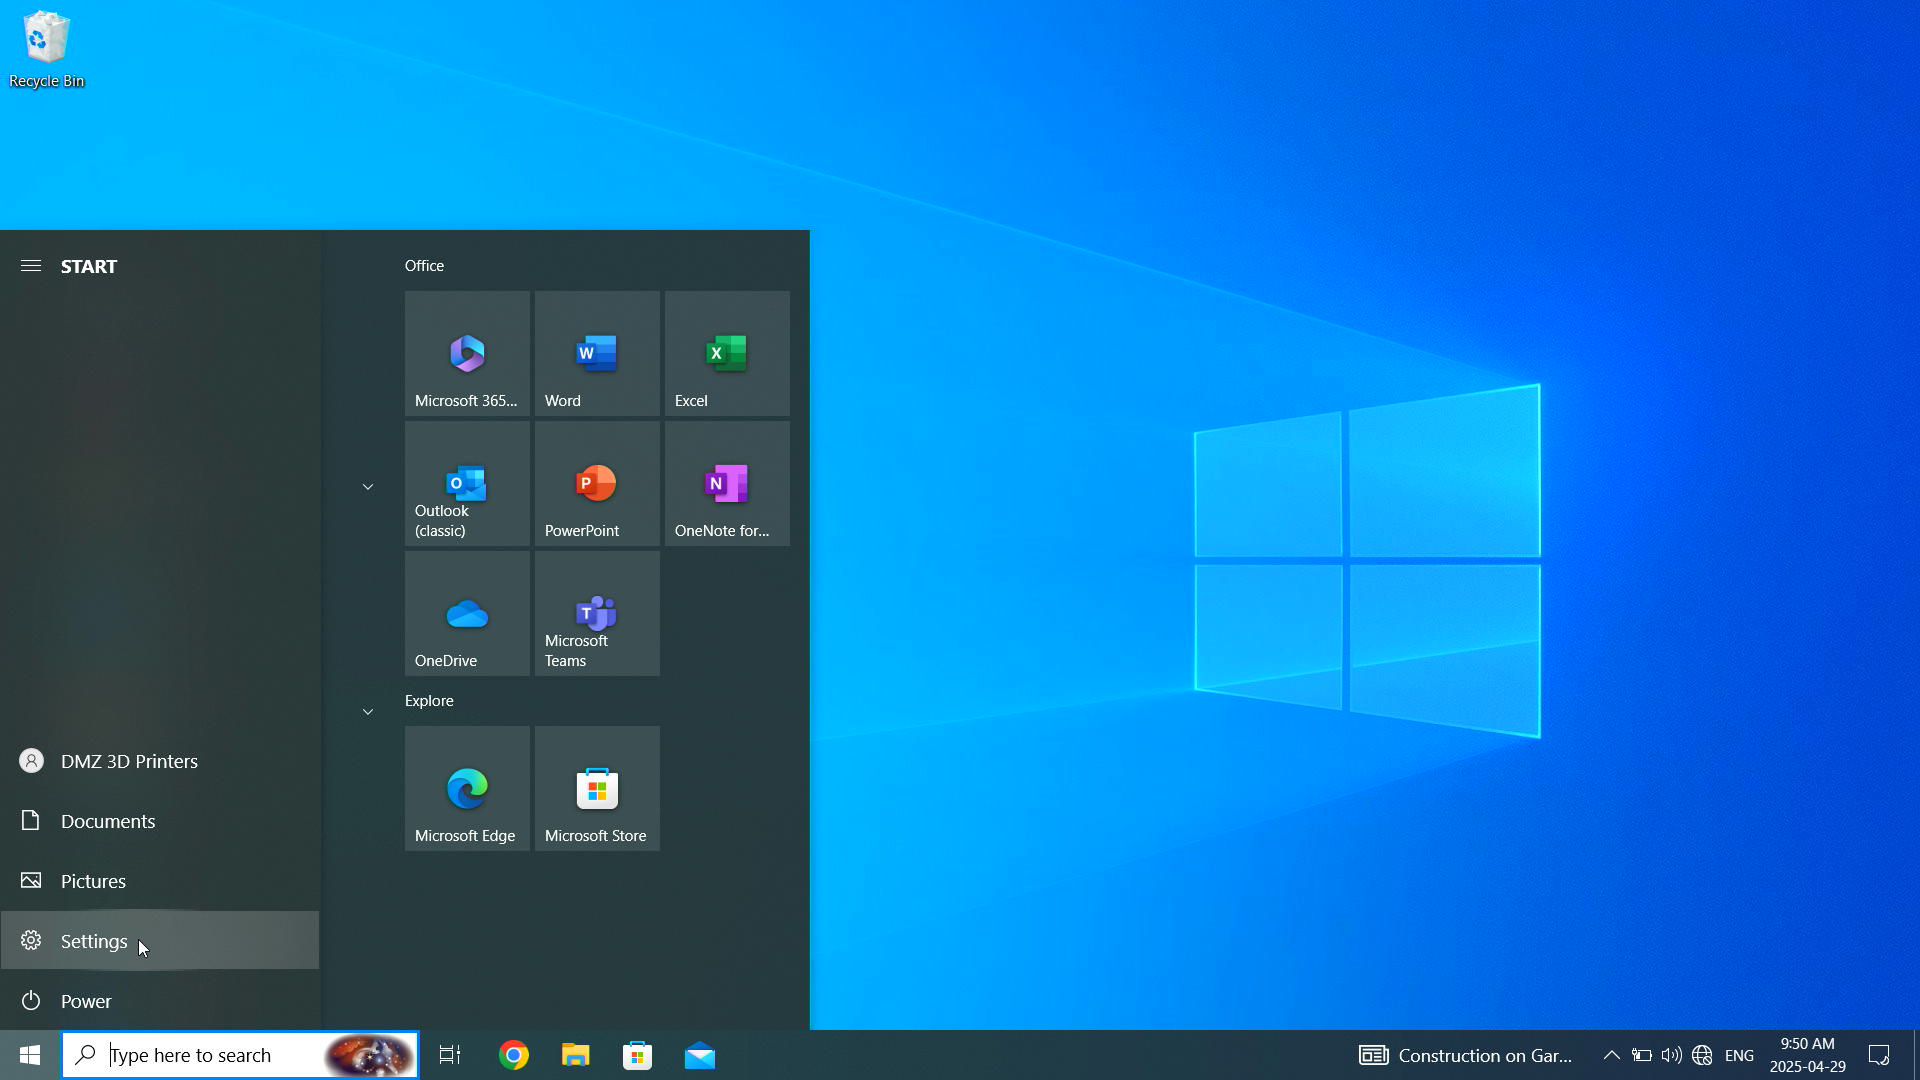 Recycle Bin
START
Office
Microsoft 365...
Word
Excel
Outlook
(classic)
PowerPoint
OneNote for...
OneDrive
Microsoft
Teams
Explore
Microsoft Edge
Microsoft Store
DMZ 3D Printers
Documents
Pictures
Settings
Power
Type here to search
Construction on Gar...
ENG
9:50 AM
2025-04-29